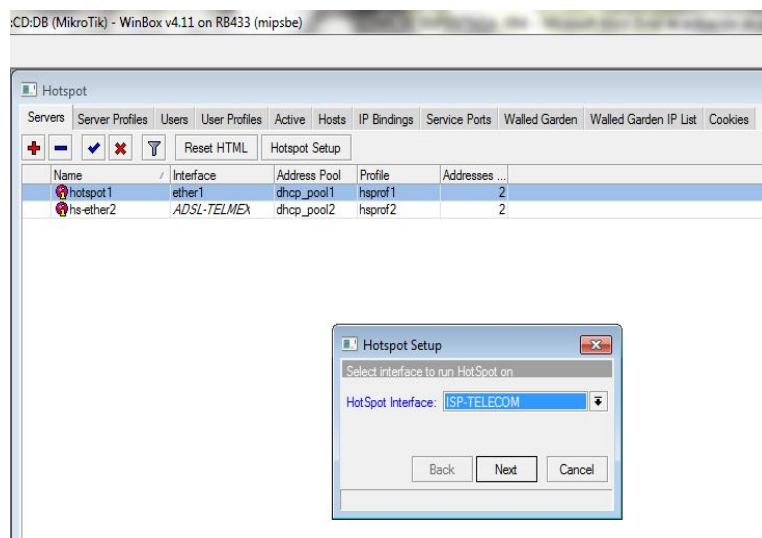 :CD:DB (MikroTik) - WinBox v4.11 on RB433 (mipsbe)
Hotspot
Servers Server Profiles Users User Profiles Active Hosts IP Bindings Service Ports Walled Garden Walled Garden IP List Cookies
Reset HTML Hotspot Setup
Name / Interface Address Pool Profile Addresses ...
hotspot1 ether1 dhcp_pool1 hsprof1 2
hs-ether2 ADSL-TELMEX dhcp_pool2 hsprof2 2
Hotspot Setup
Select interface to run HotSpot on
HotSpot Interface: ISP-TELECOM
Back Next Cancel